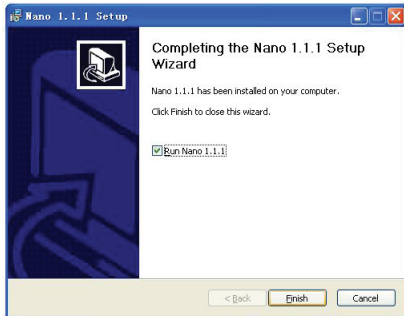 Nano 1.1.1 Setup
Completing the Nano 1.1.1 Setup
Wizard
Nano 1.1.1 has been installed on your computer.
Click Finish to close this wizard.
Run Nano 1.1.1
< Back
Finish
Cancel